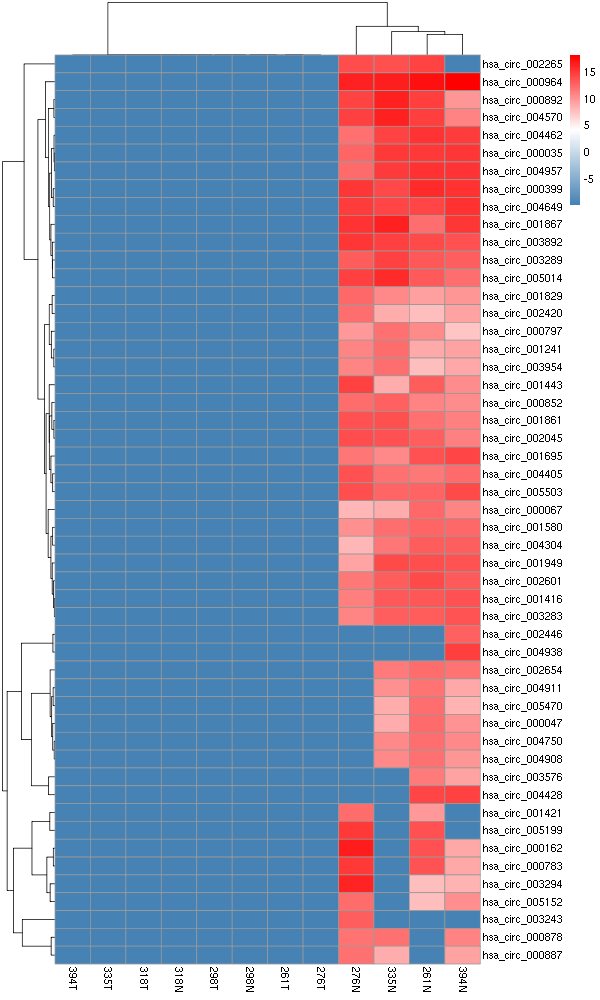 hsa_circ_002265
hsa_circ_000964
hsa_circ_000892
hsa_circ_004570
hsa_circ_004462
hsa_circ_000035
hsa_circ_004957
hsa_circ_000399
hsa_circ_004649
hsa_circ_001867
hsa_circ_003892
hsa_circ_003289
hsa_circ_005014
hsa_circ_001829
hsa_circ_002420
hsa_circ_000797
hsa_circ_001241
hsa_circ_003954
hsa_circ_001443
hsa_circ_000852
hsa_circ_001861
hsa_circ_002045
hsa_circ_001695
hsa_circ_004405
hsa_circ_005503
hsa_circ_000067
hsa_circ_001580
hsa_circ_004304
hsa_circ_001949
hsa_circ_002601
hsa_circ_001416
hsa_circ_003283
hsa_circ_002446
hsa_circ_004938
hsa_circ_002654
hsa_circ_004911
hsa_circ_005470
hsa_circ_000047
hsa_circ_004750
hsa_circ_004908
hsa_circ_003576
hsa_circ_004428
hsa_circ_001421
hsa_circ_005199
hsa_circ_000162
hsa_circ_000783
hsa_circ_003294
hsa_circ_005152
hsa_circ_003243
hsa_circ_000878
hsa_circ_000887
15
10
5
0
-5
394T
335T
318T
318N
298T
298N
261T
276T
276N
335N
261N
394N